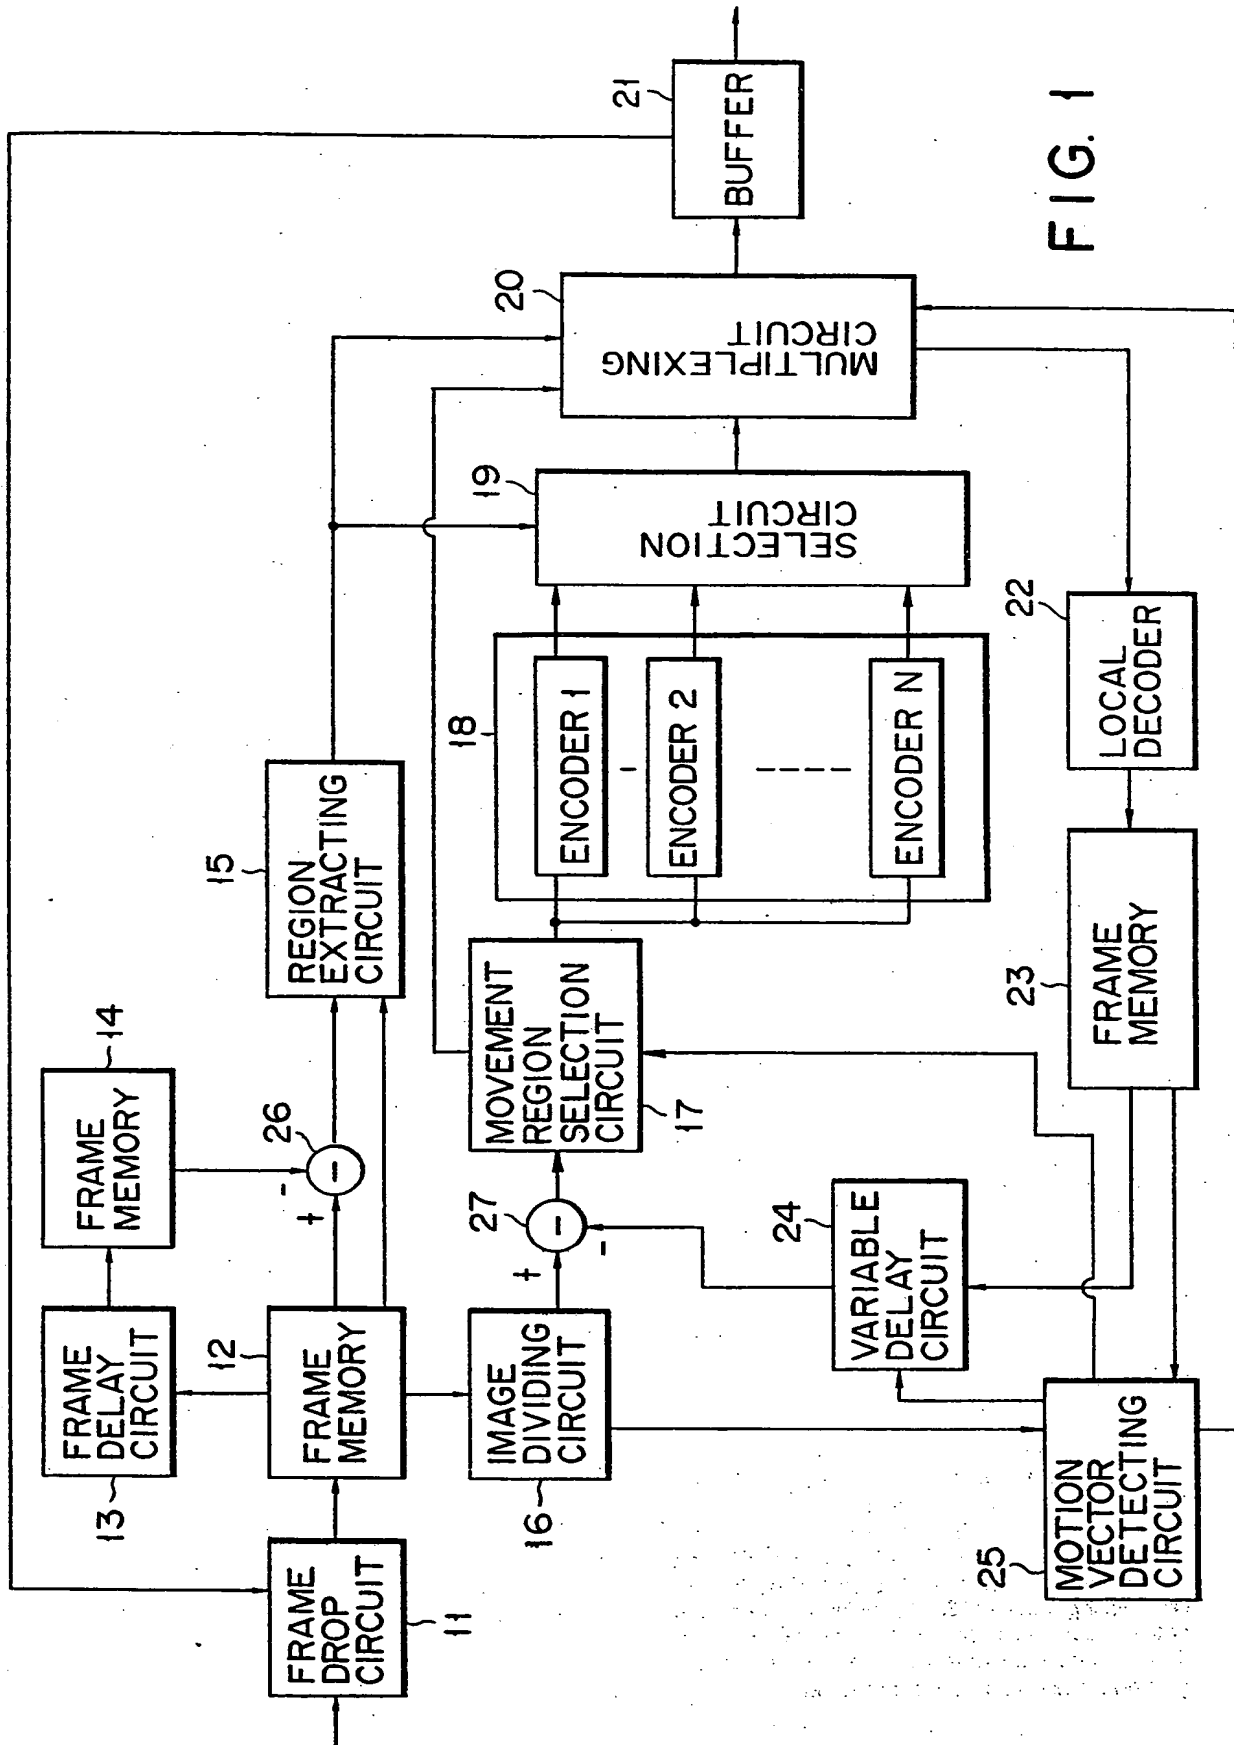 FRAME
DROP
CIRCUIT
11
FRAME
MEMORY
12
FRAME
DELAY
CIRCUIT
13
FRAME
MEMORY
14
-
+
-
26
REGION
EXTRACTING
CIRCUIT
15
IMAGE
DIVIDING
CIRCUIT
16
+
-
-
27
MOVEMENT
REGION
SELECTION
CIRCUIT
17
18
ENCODER 1
ENCODER 2
ENCODER N
SELECTION
CIRCUIT
19
MULTIPLEXING
CIRCUIT
20
BUFFER
21
LOCAL
DECODER
22
FRAME
MEMORY
23
VARIABLE
DELAY
CIRCUIT
24
MOTION
VECTOR
DETECTING
CIRCUIT
25
FIG. 1